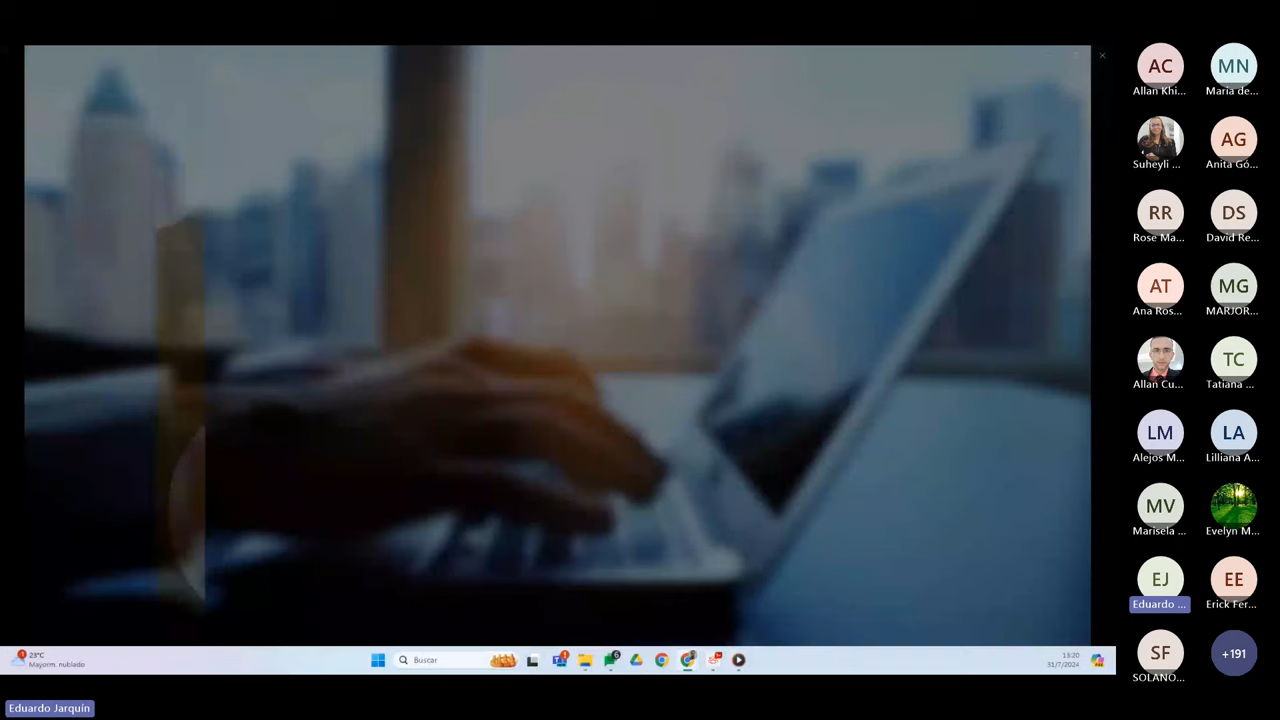 AC
MN
Allan Khi...
Maria de...
AG
Suheyli ...
Anita Gó...
RR
DS
Rose Ma...
David Re...
AT
MG
Ana Ros...
MARJOR...
TC
Allan Cu...
Tatiana ...
LM
LA
Alejos M...
Lilliana A...
MV
Marisela ...
Evelyn M...
EJ
EE
Eduardo ...
Erick Fer...
SF
+191
SOLANO...
23°C
Mayorm. nublado
Buscar
13:20
31/7/2024
Eduardo Jarquín